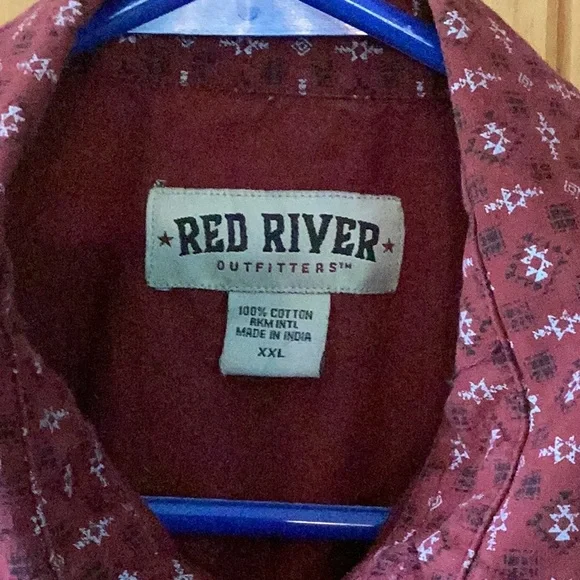 RED RIVER
OUTFITTERS™
100% COTTON
RKM INTL
MADE IN INDIA
XXL